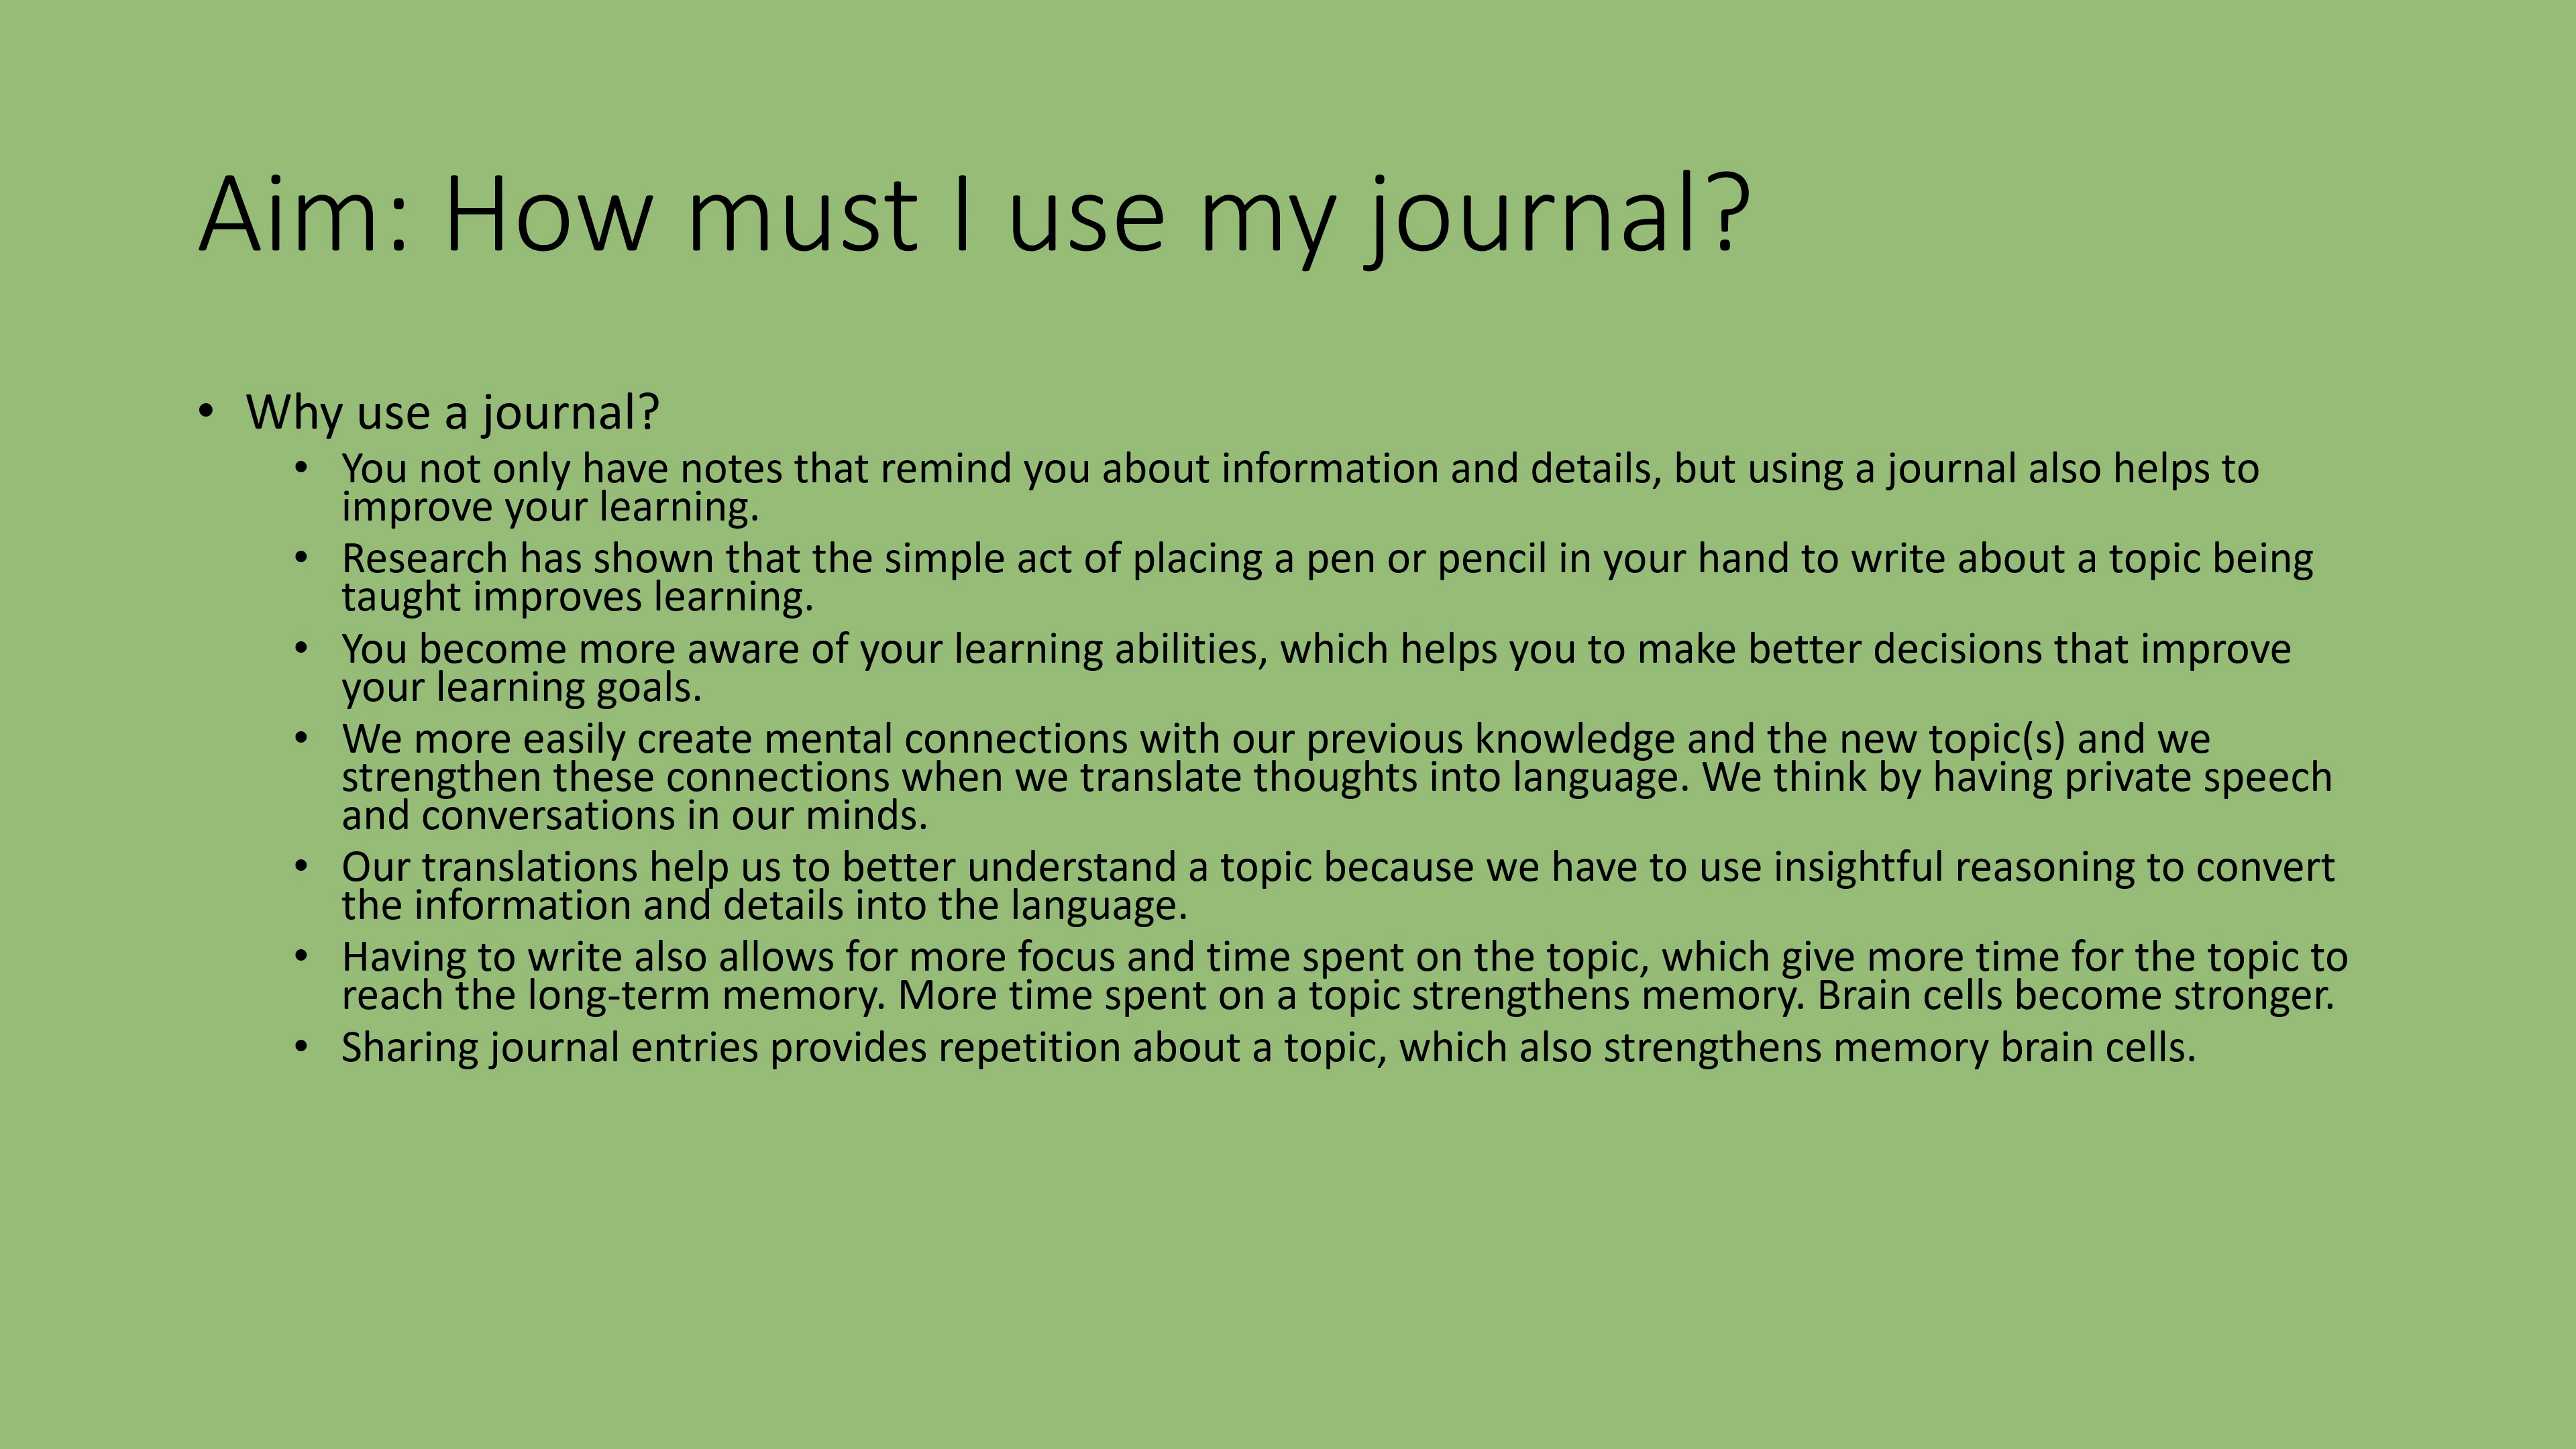 Aim: How must I use my journal?
• Why use a journal?
• You not only have notes that remind you about information and details, but using a journal also helps to
improve your learning.
• Research has shown that the simple act of placing a pen or pencil in your hand to write about a topic being
taught improves learning.
• You become more aware of your learning abilities, which helps you to make better decisions that improve
your learning goals.
• We more easily create mental connections with our previous knowledge and the new topic(s) and we
strengthen these connections when we translate thoughts into language. We think by having private speech
and conversations in our minds.
• Our translations help us to better understand a topic because we have to use insightful reasoning to convert
the information and details into the language.
• Having to write also allows for more focus and time spent on the topic, which give more time for the topic to
reach the long-term memory. More time spent on a topic strengthens memory. Brain cells become stronger.
• Sharing journal entries provides repetition about a topic, which also strengthens memory brain cells.